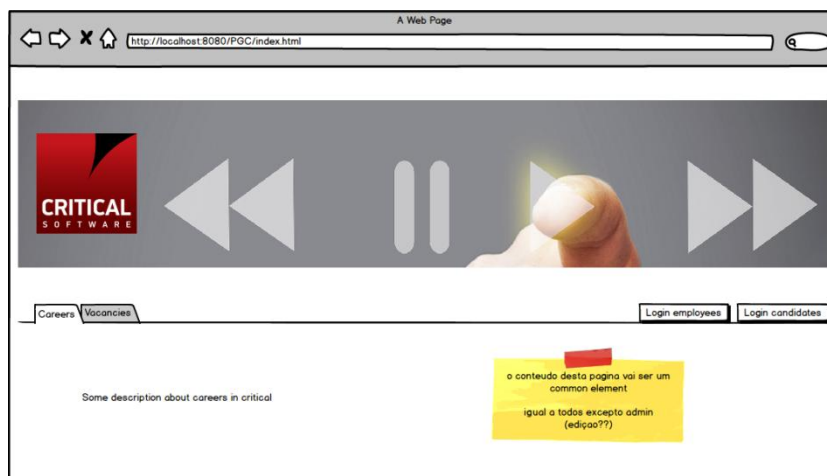 A Web Page
http://localhost:8080/PGC/index.html
CRITICAL
SOFTWARE
Careers
Vacancies
Login employees
Login candidates
Some description about careers in critical
o conteudo desta pagina vai ser um
common element
igual a todos excepto admin
(ediçao??)